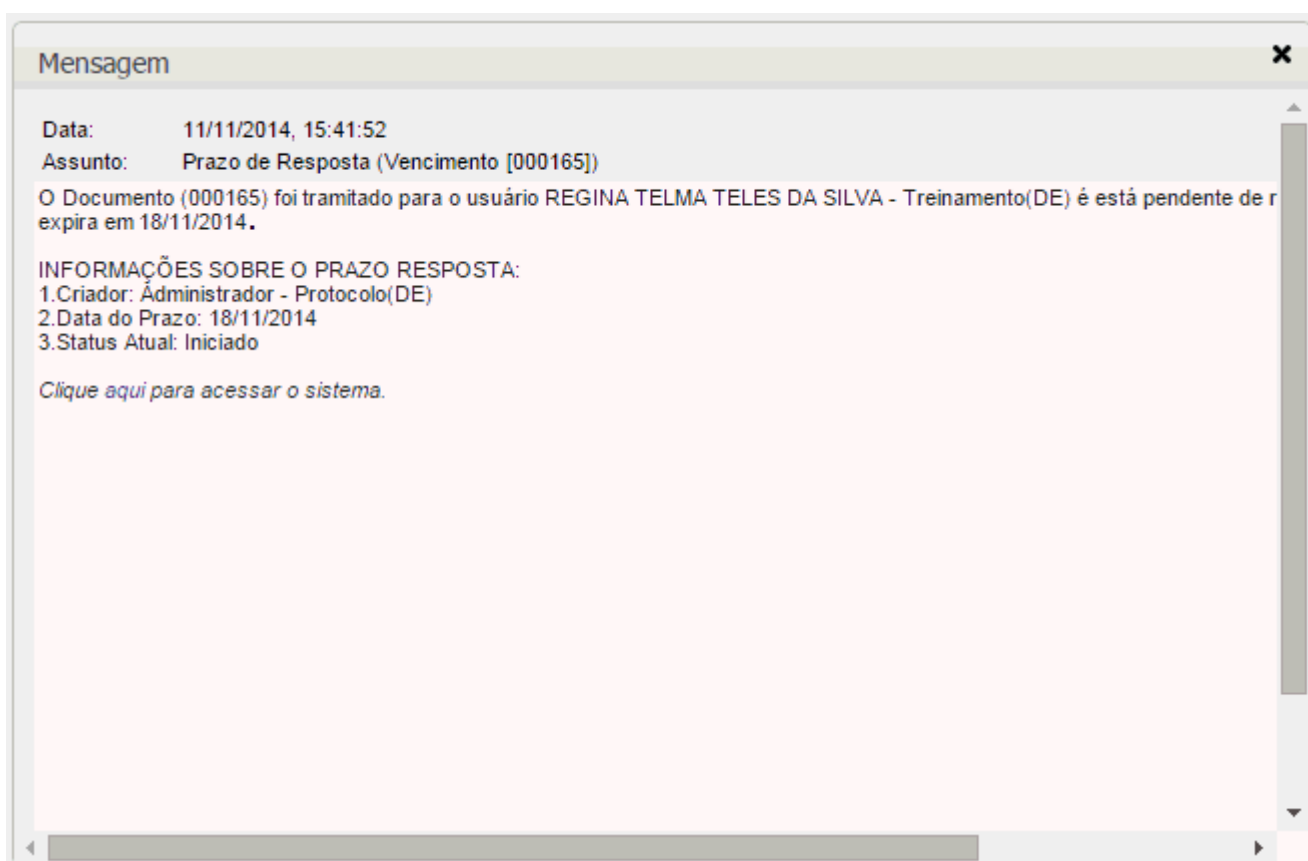 Mensagem
Data: 11/11/2014, 15:41:52
Assunto: Prazo de Resposta (Vencimento [000165])
O Documento (000165) foi tramitado para o usuário REGINA TELMA TELES DA SILVA - Treinamento(DE) é está pendente de r
expira em 18/11/2014.
INFORMAÇÕES SOBRE O PRAZO RESPOSTA:
1.Criador: Administrador - Protocolo(DE)
2.Data do Prazo: 18/11/2014
3.Status Atual: Iniciado
Clique aqui para acessar o sistema.